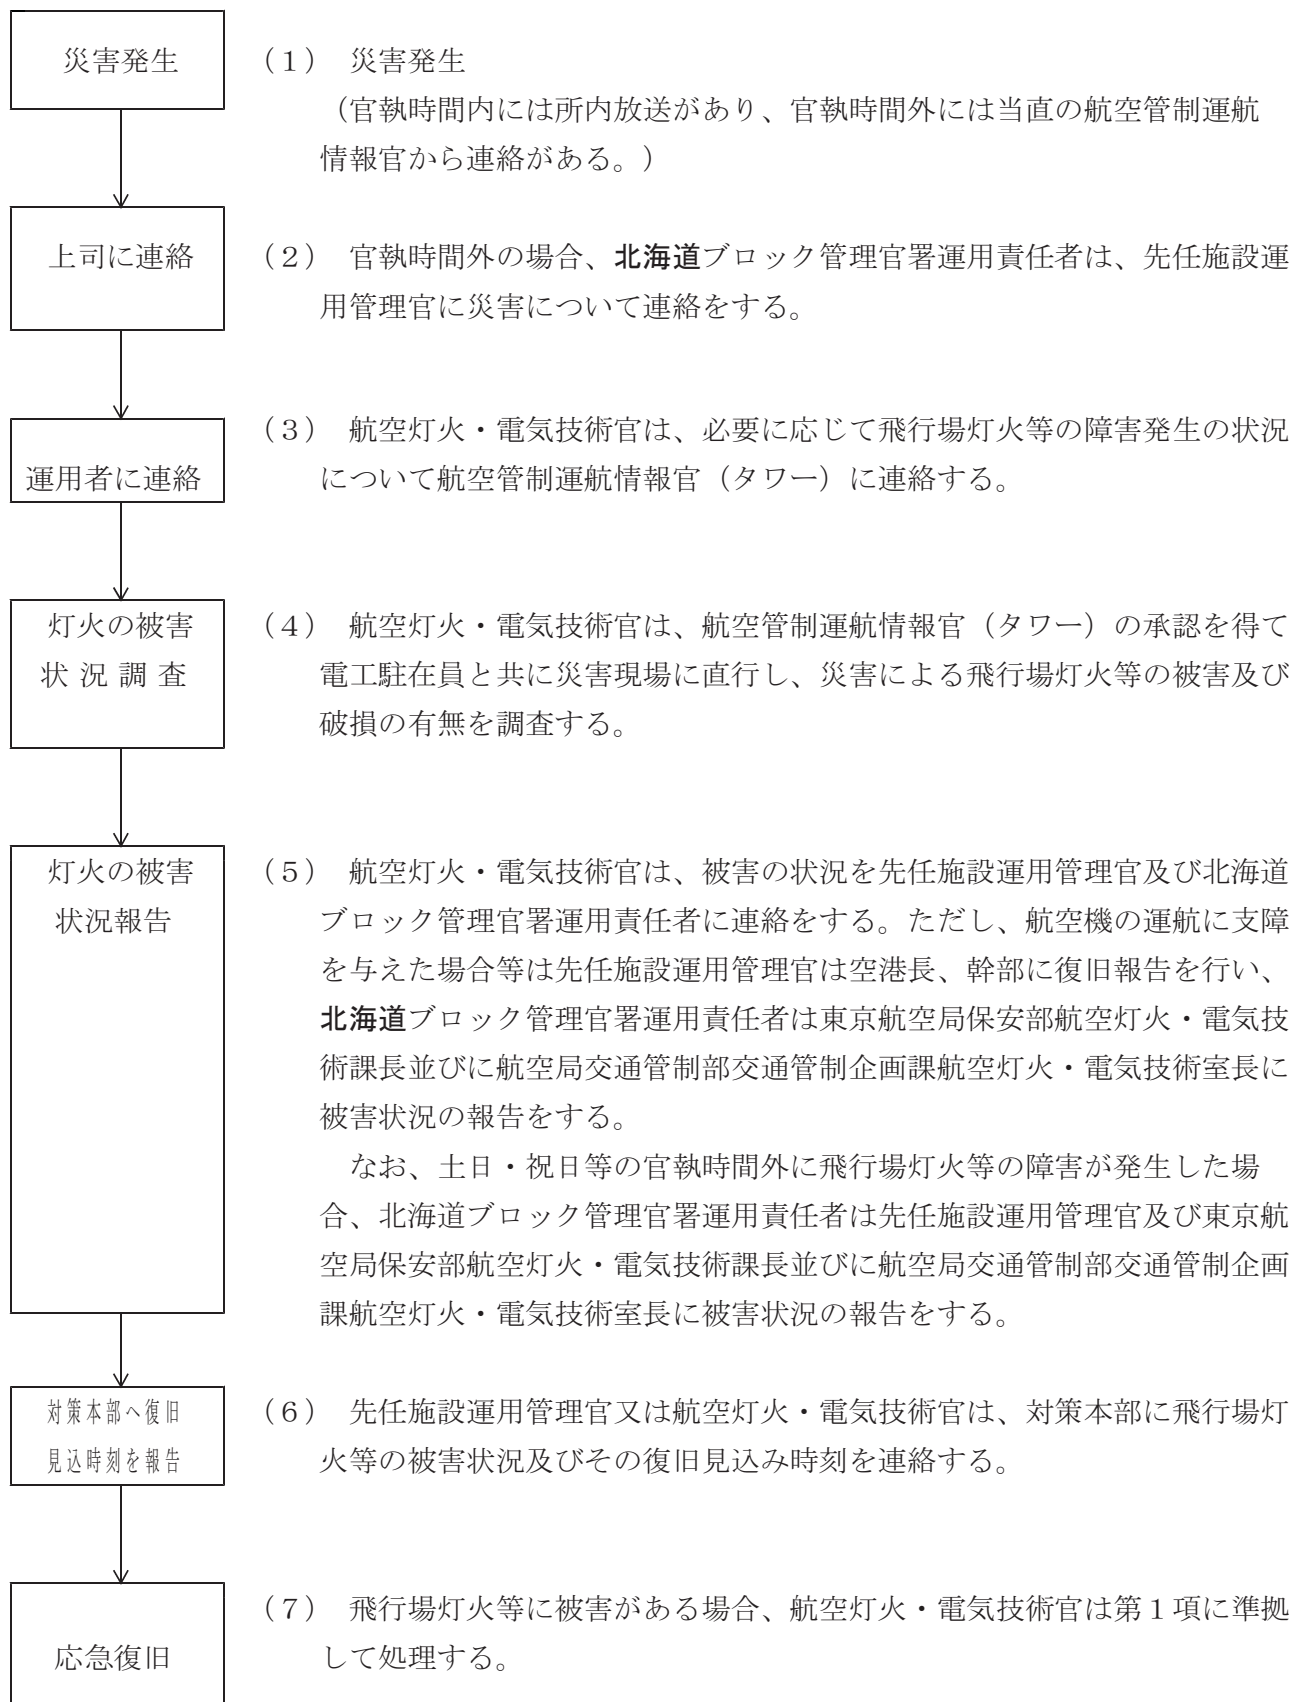 災害発生
（１） 災害発生
（官執時間内には所内放送があり、官執時間外には当直の航空管制運航
情報官から連絡がある。）
上司に連絡
（２） 官執時間外の場合、北海道ブロック管理官署運用責任者は、先任施設運
用管理官に災害について連絡をする。
運用者に連絡
（３） 航空灯火・電気技術官は、必要に応じて飛行場灯火等の障害発生の状況
について航空管制運航情報官（タワー）に連絡する。
灯火の被害
状 況 調 査
（４） 航空灯火・電気技術官は、航空管制運航情報官（タワー）の承認を得て
電工駐在員と共に災害現場に直行し、災害による飛行場灯火等の被害及び
破損の有無を調査する。
灯火の被害
状況報告
（５） 航空灯火・電気技術官は、被害の状況を先任施設運用管理官及び北海道
ブロック管理官署運用責任者に連絡をする。ただし、航空機の運航に支障
を与えた場合等は先任施設運用管理官は空港長、幹部に復旧報告を行い、
北海道ブロック管理官署運用責任者は東京航空局保安部航空灯火・電気技
術課長並びに航空局交通管制部交通管制企画課航空灯火・電気技術室長に
被害状況の報告をする。
なお、土日・祝日等の官執時間外に飛行場灯火等の障害が発生した場
合、北海道ブロック管理官署運用責任者は先任施設運用管理官及び東京航
空局保安部航空灯火・電気技術課長並びに航空局交通管制部交通管制企画
課航空灯火・電気技術室長に被害状況の報告をする。
対策本部へ復旧
見込時刻を報告
（６） 先任施設運用管理官又は航空灯火・電気技術官は、対策本部に飛行場灯
火等の被害状況及びその復旧見込み時刻を連絡する。
応急復旧
（７） 飛行場灯火等に被害がある場合、航空灯火・電気技術官は第１項に準拠
して処理する。